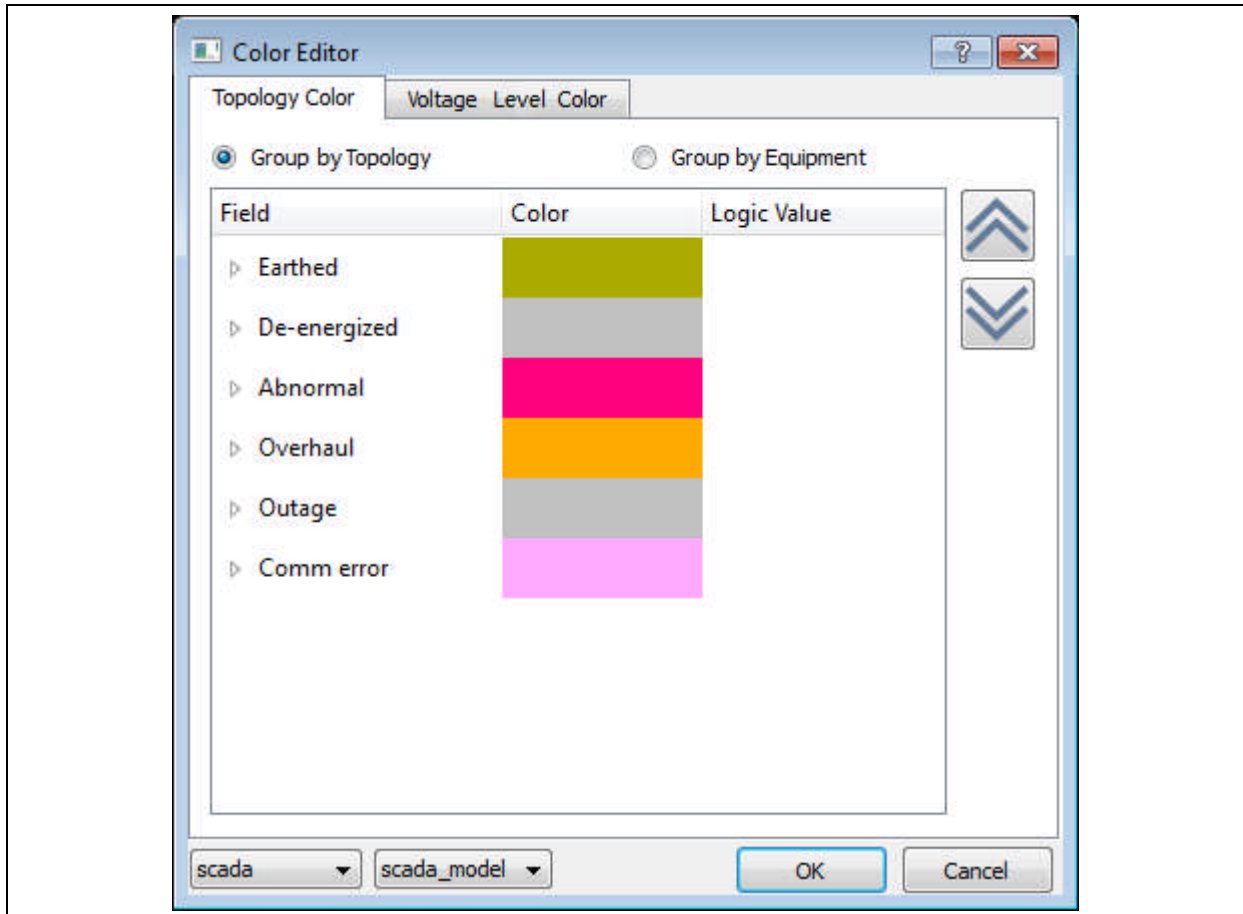 Color Editor
Topology Color Voltage Level Color
Group by Topology Group by Equipment
Field Color Logic Value
Earthed
De-energized
Abnormal
Overhaul
Outage
Comm error
scada scada_model OK Cancel